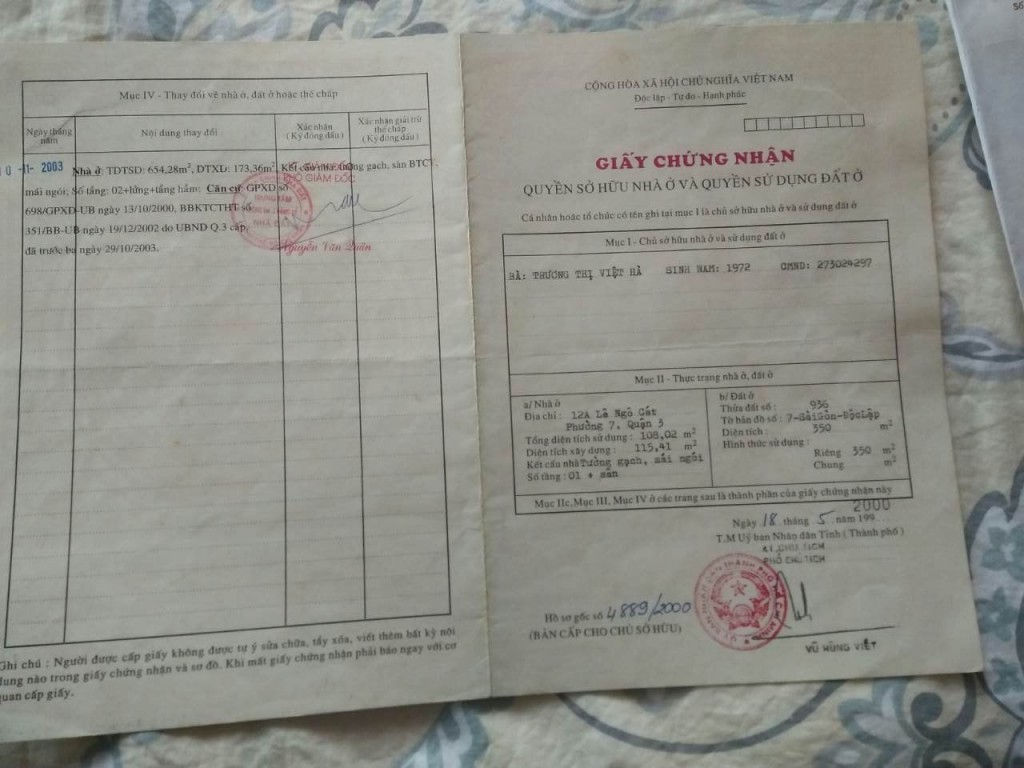 Mục IV - Thay đổi về nhà ở, đất ở hoặc thế chấp
Ngày tháng năm
Nội dung thay đổi
Xác nhận
( Ký đóng dấu )
Xác nhận giải trừ thế chấp
( Ký đóng dấu )
-11- 2003 Nhà ở: TDTSD: 654,28m², DTXD: 173,36m², Kết cấu nhà: tường gạch, sàn BTCT,
mái ngói; Số tầng: 02+lửng+tầng hầm; Căn cứ: GPXD số
698/GPXD-UB ngày 13/10/2000, BBKTCTHT số
351/BB-UB ngày 19/12/2002 do UBND Q.3 cấp,
đã trước bạ ngày 29/10/2003.
PHÓ GIÁM ĐỐC
Nguyễn Văn
Ghi chú : Người được cấp giấy không được tự ý sửa chữa, tẩy xóa, viết thêm bất kỳ nội
dung nào trong giấy chứng nhận và sơ đồ. Khi mất giấy chứng nhận phải báo ngay với cơ
quan cấp giấy.
CỘNG HÒA XÃ HỘI CHỦ NGHĨA VIỆT NAM
Độc lập - Tự do - Hạnh phúc
GIẤY CHỨNG NHẬN
QUYỀN SỞ HỮU NHÀ Ở VÀ QUYỀN SỬ DỤNG ĐẤT Ở
Cá nhân hoặc tổ chức có tên ghi tại mục I là chủ sở hữu nhà ở và sử dụng đất ở
Mục I - Chủ sở hữu nhà ở và sử dụng đất ở
BÀ: TRƯƠNG THỊ VIỆT HÀ SINH NĂM: 1972 CMND: 273024297
Mục II - Thực trạng nhà ở, đất ở
a/ Nhà ở
Địa chỉ : 12A Lê Ngô Cát
Phường 7, Quận 3
Tổng diện tích sử dụng : 108,02 m²
Diện tích xây dựng : 115,41 m²
Kết cấu nhà Tường gạch, mái ngói
Số tầng : 01 + sân
b/ Đất ở
Thửa đất số : 936
Tờ bản đồ số : 7-SàiGòn-ĐộcLập
Diện tích : 350 m²
Hình thức sử dụng :
Riêng 350 m²
Chung m²
Mục IIc, Mục III, Mục IV ở các trang sau là thành phần của giấy chứng nhận này
2000
Ngày 18 tháng 5 năm 199
T.M Uỷ ban Nhân dân Tỉnh ( Thành phố )
KT CHỦ TỊCH
PHÓ CHỦ TỊCH
Hồ sơ gốc số 4889/2000
(BẢN CẤP CHO CHỦ SỞ HỮU)
VŨ HÙNG VIỆT
Số